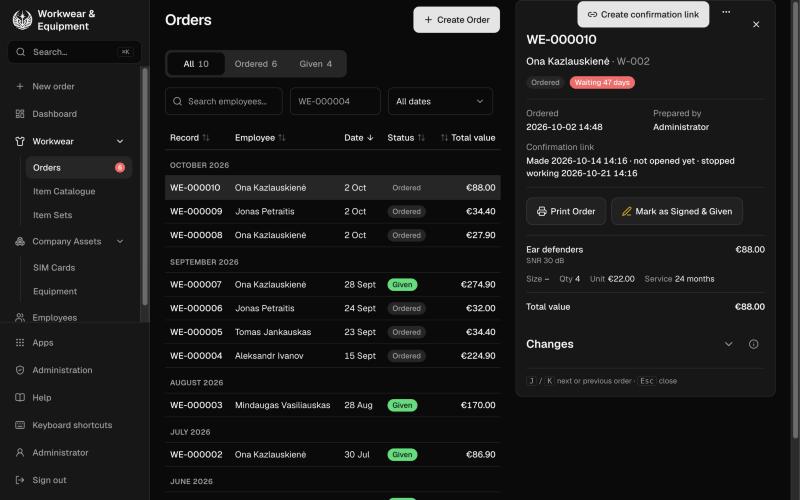 Workwear &
Equipment
Search...
⌘K
New order
Dashboard
Workwear
Orders
6
Item Catalogue
Item Sets
Company Assets
SIM Cards
Equipment
Employees
Apps
Administration
Help
Keyboard shortcuts
Administrator
Sign out
Orders
+ Create Order
All 10
Ordered 6
Given 4
Search employees...
WE-000004
All dates
Record
Employee
Date ↓
Status
Total value
OCTOBER 2026
WE-000010 Ona Kazlauskienė 2 Oct Ordered €88.00
WE-000009 Jonas Petraitis 2 Oct Ordered €34.40
WE-000008 Ona Kazlauskienė 2 Oct Ordered €27.90
SEPTEMBER 2026
WE-000007 Ona Kazlauskienė 28 Sept Given €274.90
WE-000006 Jonas Petraitis 24 Sept Ordered €32.00
WE-000005 Tomas Jankauskas 23 Sept Ordered €34.40
WE-000004 Aleksandr Ivanov 15 Sept Ordered €224.90
AUGUST 2026
WE-000003 Mindaugas Vasiliauskas 28 Aug Given €170.00
JULY 2026
WE-000002 Ona Kazlauskienė 30 Jul Given €86.90
JUNE 2026
Create confirmation link
WE-000010
Ona Kazlauskienė · W-002
Ordered
Waiting 47 days
Ordered
2026-10-02 14:48
Prepared by
Administrator
Confirmation link
Made 2026-10-14 14:16 · not opened yet · stopped
working 2026-10-21 14:16
Print Order
Mark as Signed & Given
Ear defenders €88.00
SNR 30 dB
Size – Qty 4 Unit €22.00 Service 24 months
Total value €88.00
Changes
J / K next or previous order · Esc close